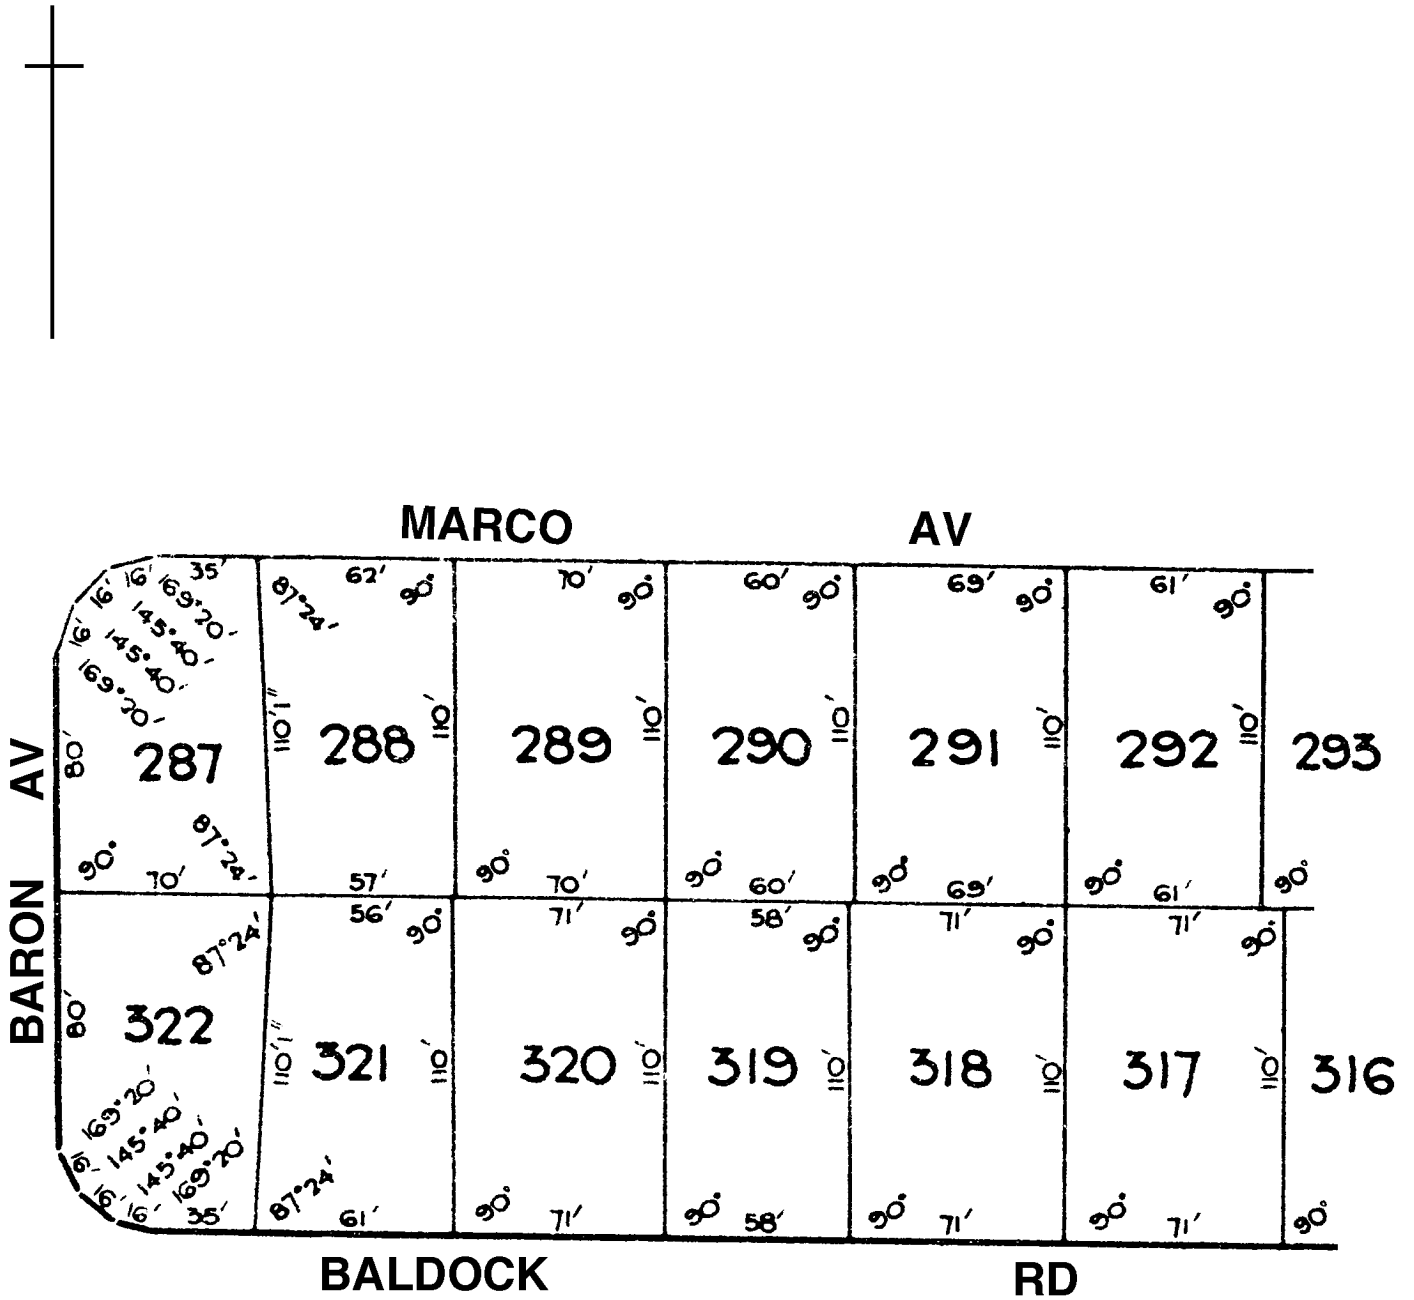 MARCO AV
35' 62' 70' 60' 69' 61'
16' 16' 16'
169°20' 145°40' 145°40' 169°20'
87°24' 90° 90° 90° 90° 90°
BARON AV
80' 287 110'1" 288 110' 289 110' 290 110' 291 110' 292 110' 293
90° 87°24' 90° 90° 90° 90° 90°
70' 57' 70' 60' 69' 61'
56' 71' 58' 71' 71'
87°24' 90° 90° 90° 90° 90°
80' 322 110'1" 321 110' 320 110' 319 110' 318 110' 317 110' 316
169°20' 145°40' 145°40' 169°20'
16' 16' 16'
87°24' 90° 90° 90° 90° 90°
35' 61' 71' 58' 71' 71'
BALDOCK RD